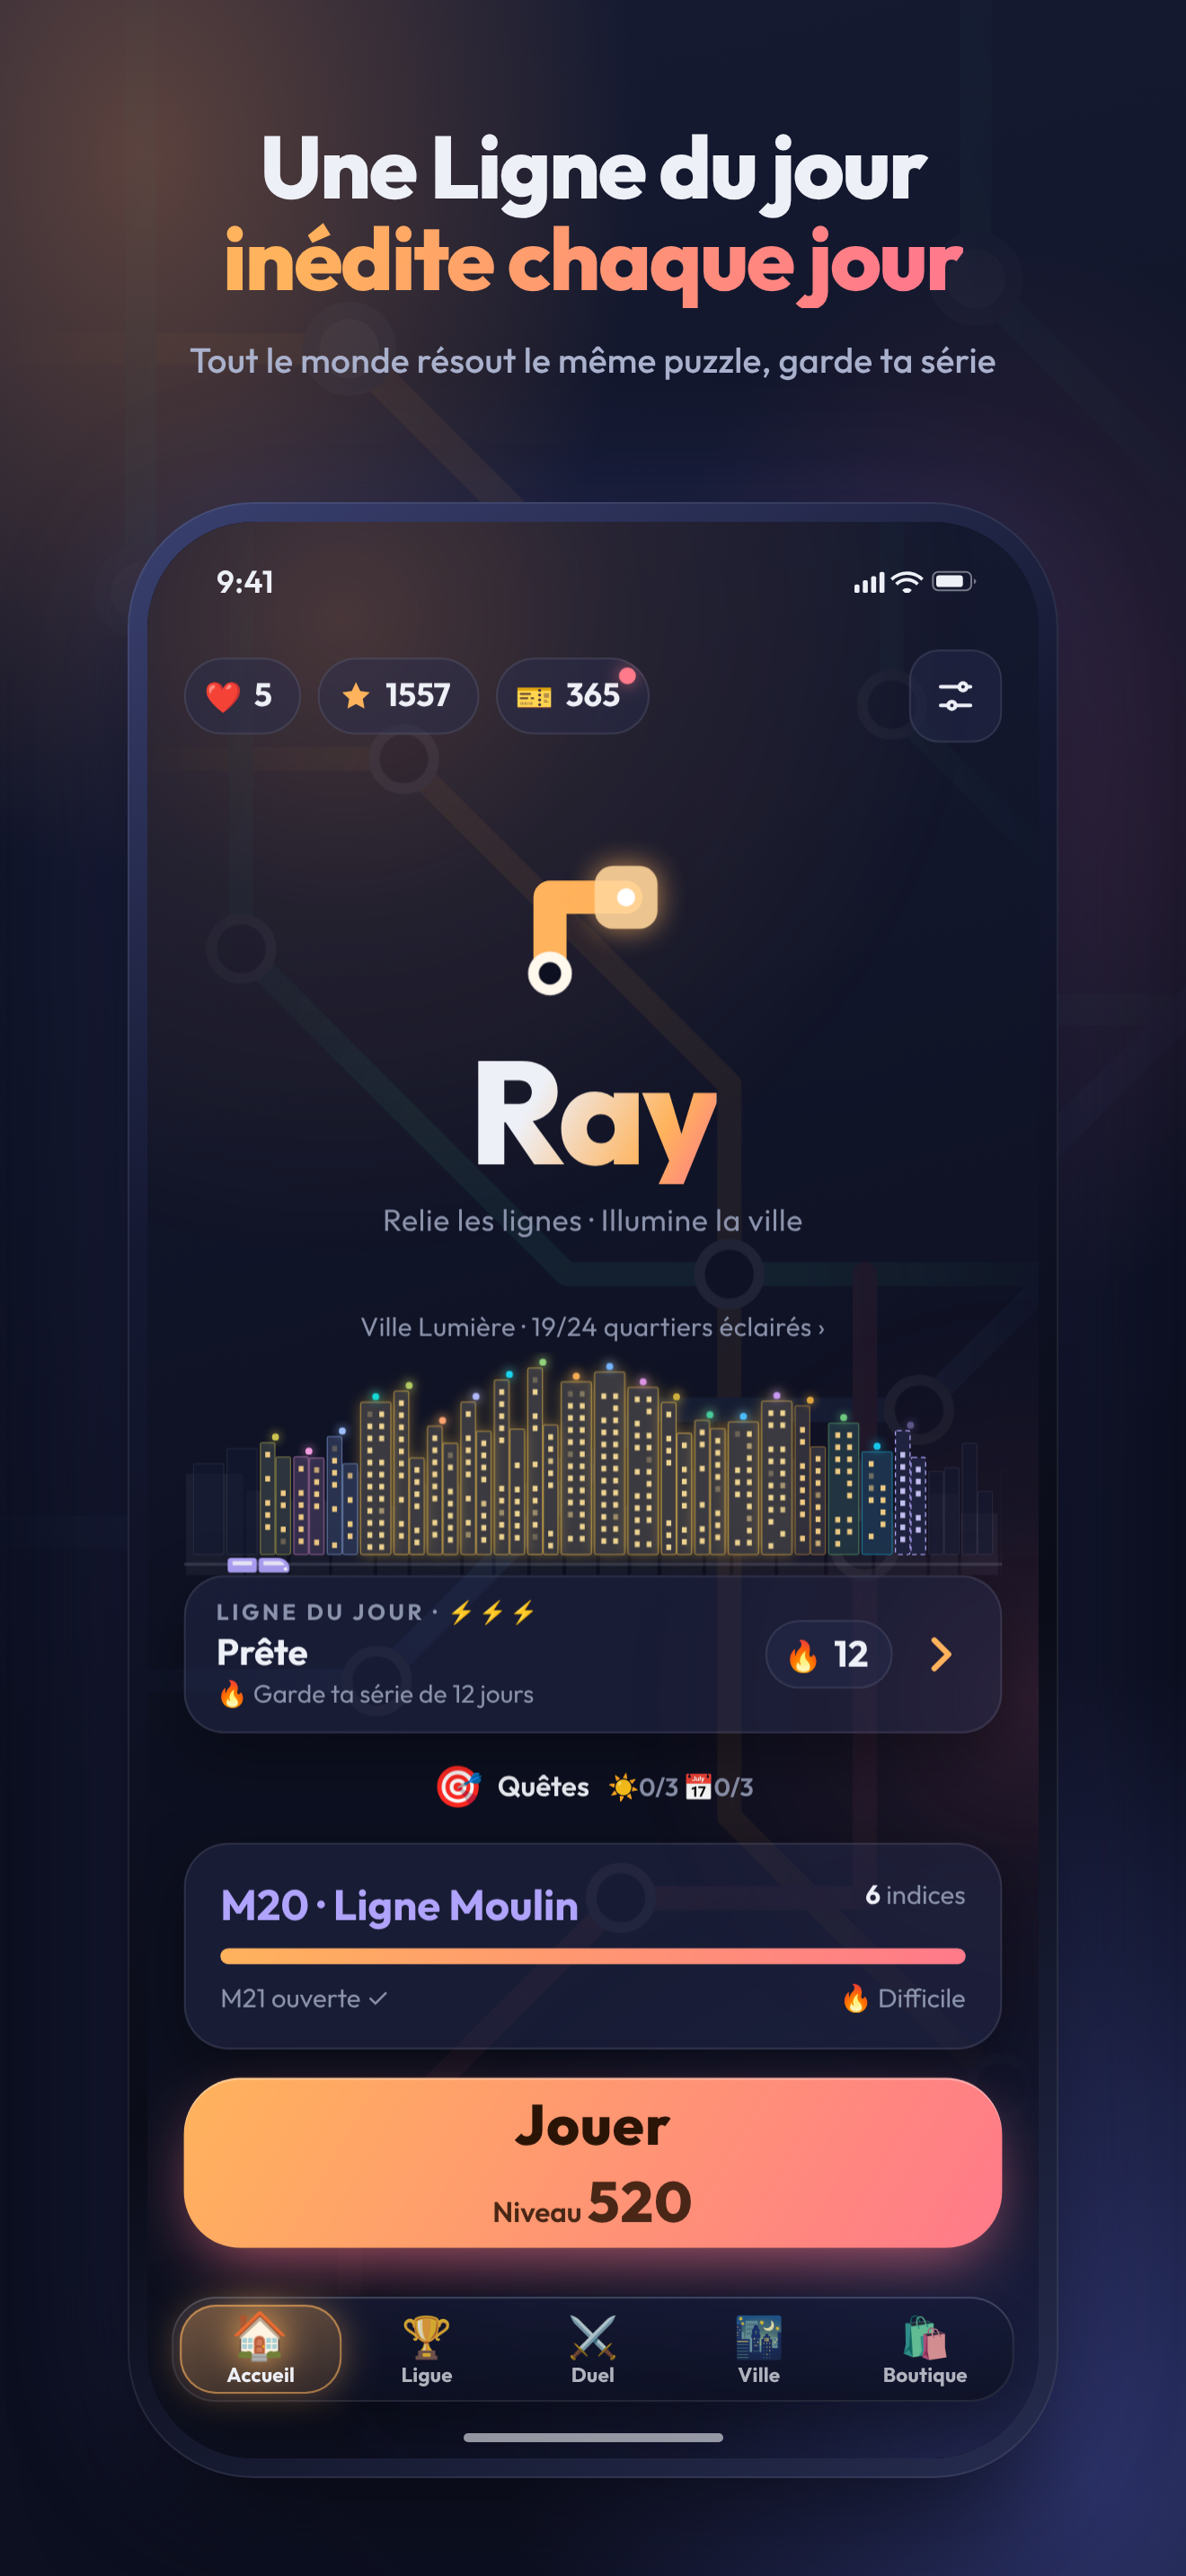 Une Ligne du jour
inédite chaque jour
Tout le monde résout le même puzzle, garde ta série
9:41
❤️ 5 ★ 1557 🎫 365
Ray
Relie les lignes · Illumine la ville
Ville Lumière · 19/24 quartiers éclairés ›
LIGNE DU JOUR · ⚡⚡⚡
Prête
🔥 12
🔥 Garde ta série de 12 jours
🎯 Quêtes ☀️0/3 📅0/3
M20 · Ligne Moulin
6 indices
M21 ouverte ✓
🔥 Difficile
Jouer
Niveau 520
Accueil Ligue Duel Ville Boutique